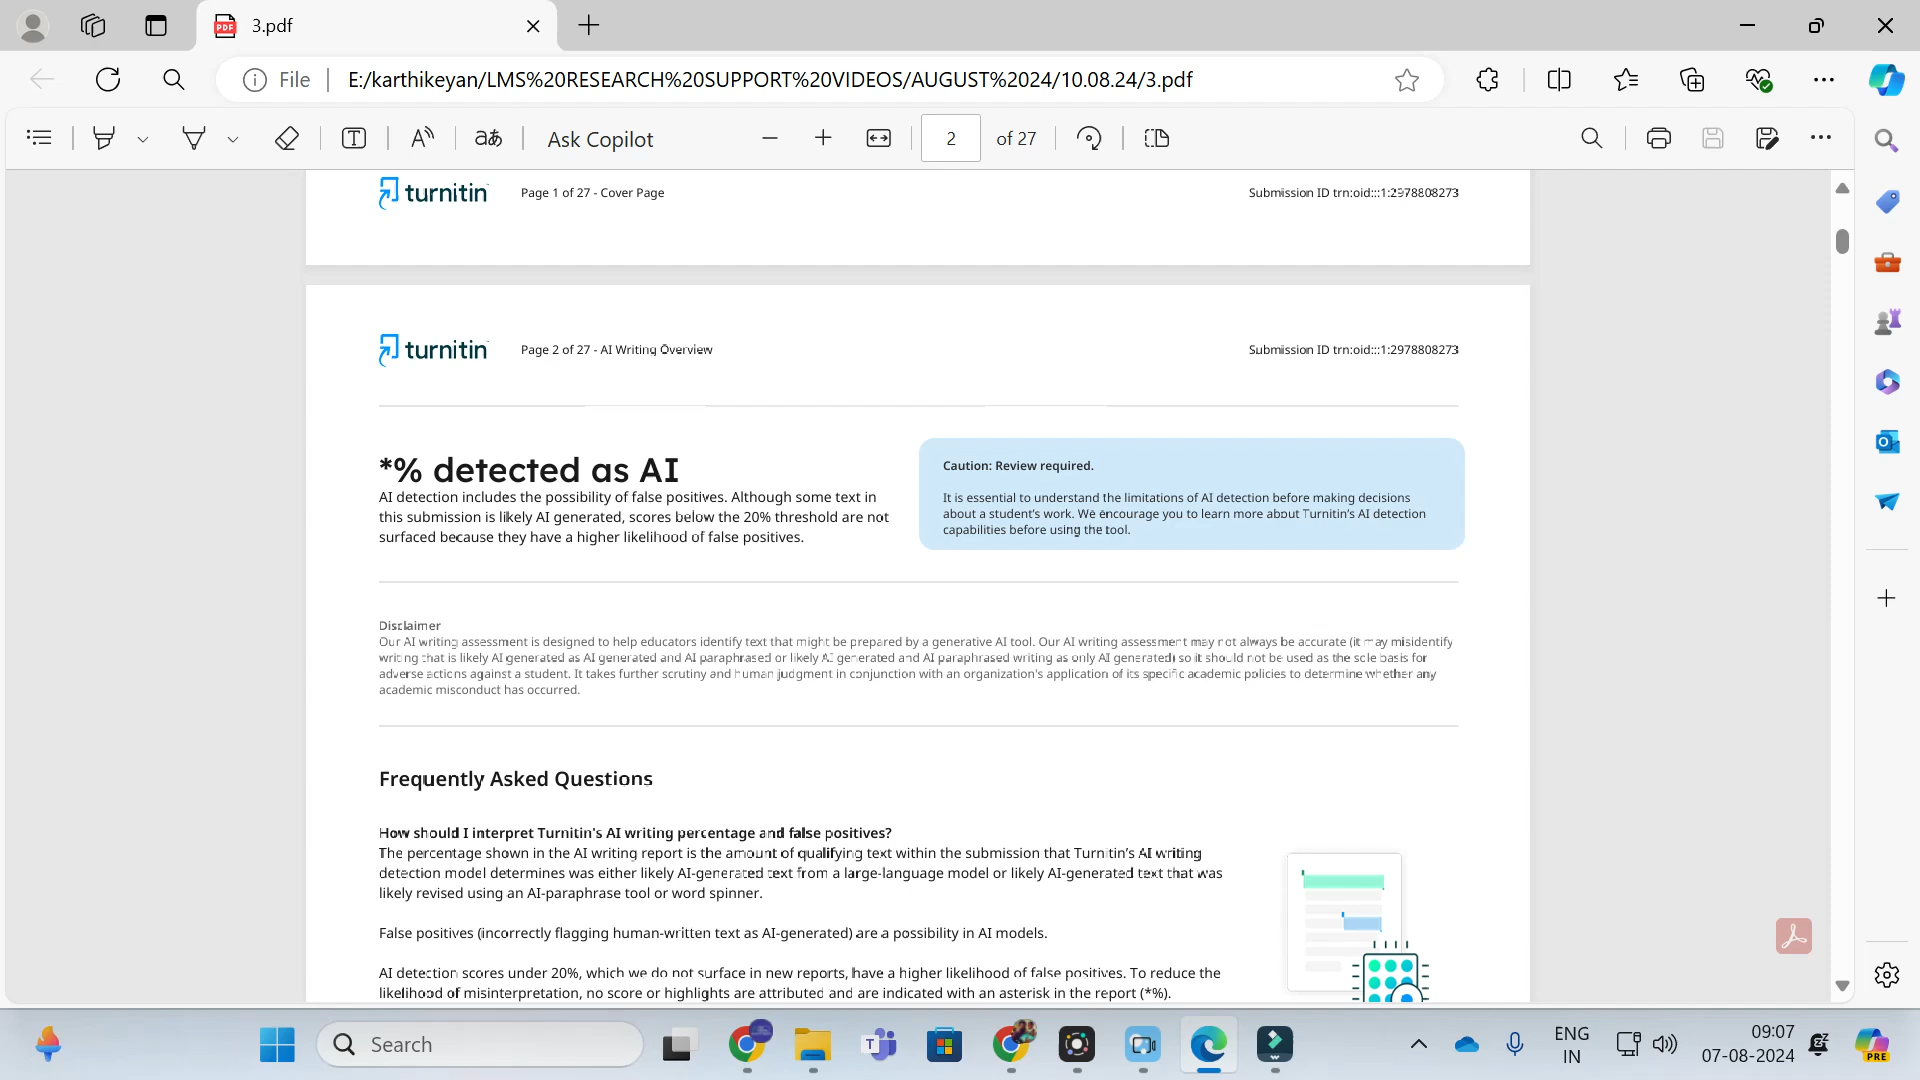 3.pdf
File
E:/karthikeyan/LMS%20RESEARCH%20SUPPORT%20VIDEOS/AUGUST%2024/10.08.24/3.pdf
Ask Copilot
2 of 27
turnitin Page 1 of 27 - Cover Page Submission ID trn:oid:::1:2978808273
turnitin Page 2 of 27 - AI Writing Overview Submission ID trn:oid:::1:2978808273
*% detected as AI
AI detection includes the possibility of false positives. Although some text in
this submission is likely AI generated, scores below the 20% threshold are not
surfaced because they have a higher likelihood of false positives.
Caution: Review required.
It is essential to understand the limitations of AI detection before making decisions
about a student's work. We encourage you to learn more about Turnitin's AI detection
capabilities before using the tool.
Disclaimer
Our AI writing assessment is designed to help educators identify text that might be prepared by a generative AI tool. Our AI writing assessment may not always be accurate (it may misidentify
writing that is likely AI generated as AI generated and AI paraphrased or likely AI generated and AI paraphrased writing as only AI generated) so it should not be used as the sole basis for
adverse actions against a student. It takes further scrutiny and human judgment in conjunction with an organization's application of its specific academic policies to determine whether any
academic misconduct has occurred.
Frequently Asked Questions
How should I interpret Turnitin's AI writing percentage and false positives?
The percentage shown in the AI writing report is the amount of qualifying text within the submission that Turnitin's AI writing
detection model determines was either likely AI-generated text from a large-language model or likely AI-generated text that was
likely revised using an AI-paraphrase tool or word spinner.
False positives (incorrectly flagging human-written text as AI-generated) are a possibility in AI models.
AI detection scores under 20%, which we do not surface in new reports, have a higher likelihood of false positives. To reduce the
likelihood of misinterpretation, no score or highlights are attributed and are indicated with an asterisk in the report (*%).
Search
ENG
IN
09:07
07-08-2024
PRE